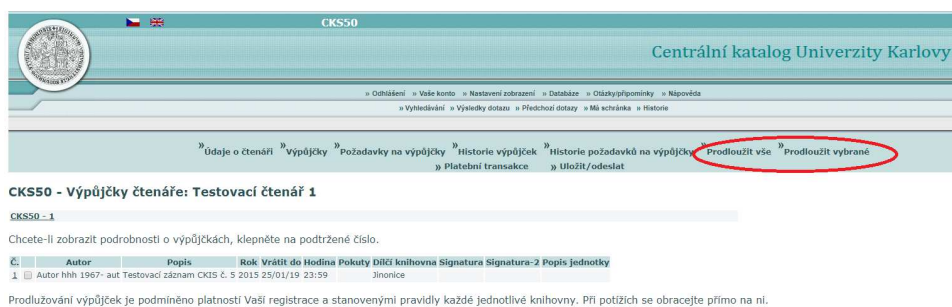 CKS50
Centrální katalog Univerzity Karlovy
» Odhlášení » Vaše konto » Nastavení zobrazení » Databáze » Otázky/připomínky » Nápověda
» Vyhledávání » Výsledky dotazu » Předchozí dotazy » Má schránka » Historie
» Údaje o čtenáři » Výpůjčky » Požadavky na výpůjčky » Historie výpůjček » Historie požadavků na výpůjčky » Prodloužit vše » Prodloužit vybrané
» Platební transakce » Uložit/odeslat
CKS50 - Výpůjčky čtenáře: Testovací čtenář 1
CKS50 - 1
Chcete-li zobrazit podrobnosti o výpůjčkách, klepněte na podtržené číslo.
Č. Autor Popis Rok Vrátit do Hodina Pokuty Dílčí knihovna Signatura Signatura-2 Popis jednotky
1 Autor hhh 1967- aut Testovací záznam CKIS č. 5 2015 25/01/19 23:59 Jinonice
Prodlužování výpůjček je podmíněno platností Vaší registrace a stanovenými pravidly každé jednotlivé knihovny. Při potížích se obracejte přímo na ni.